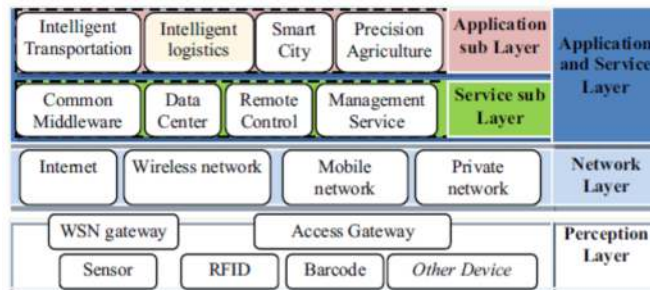 Intelligent Transportation
Intelligent logistics
Smart City
Precision Agriculture
Application sub Layer
Application and Service Layer
Common Middleware
Data Center
Remote Control
Management Service
Service sub Layer
Internet
Wireless network
Mobile network
Private network
Network Layer
WSN gateway
Access Gateway
Perception Layer
Sensor
RFID
Barcode
Other Device